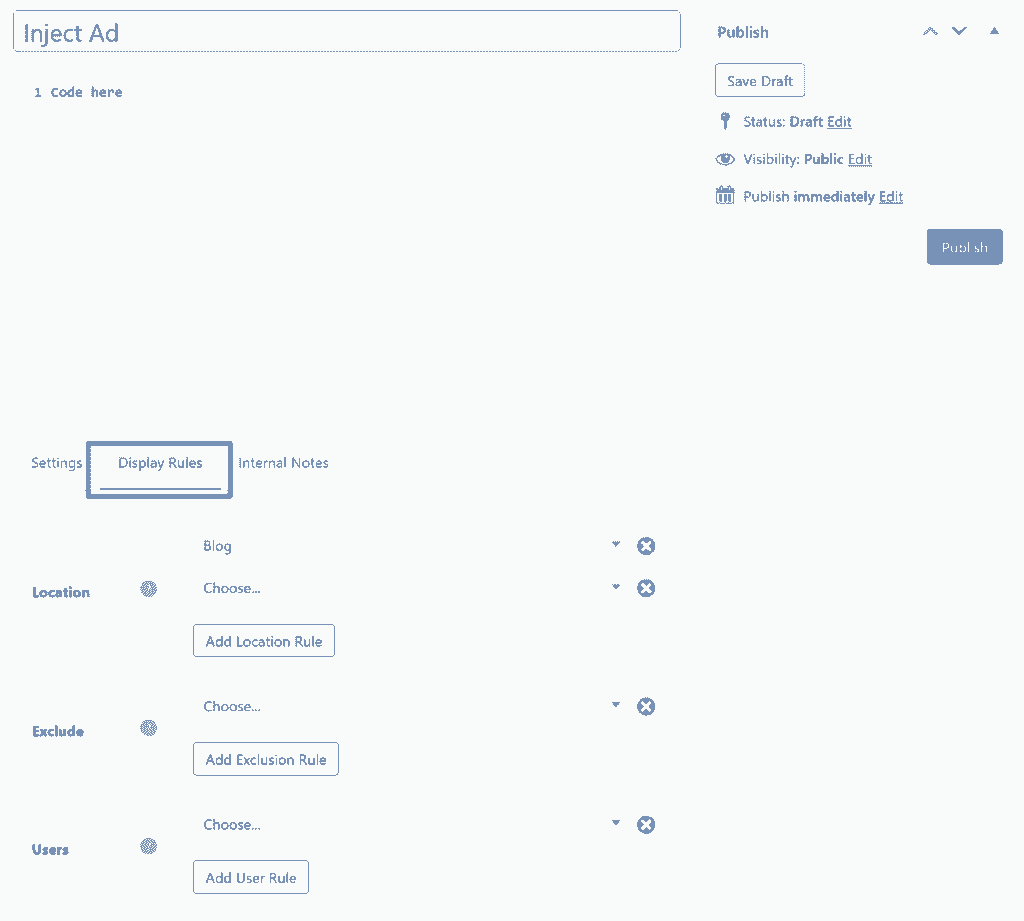 Inject Ad
1 Code here
Publish
Save Draft
Status: Draft Edit
Visibility: Public Edit
Publish immediately Edit
Publish
Settings Display Rules Internal Notes
Blog
Location Choose...
Add Location Rule
Choose...
Exclude
Add Exclusion Rule
Choose...
Users
Add User Rule